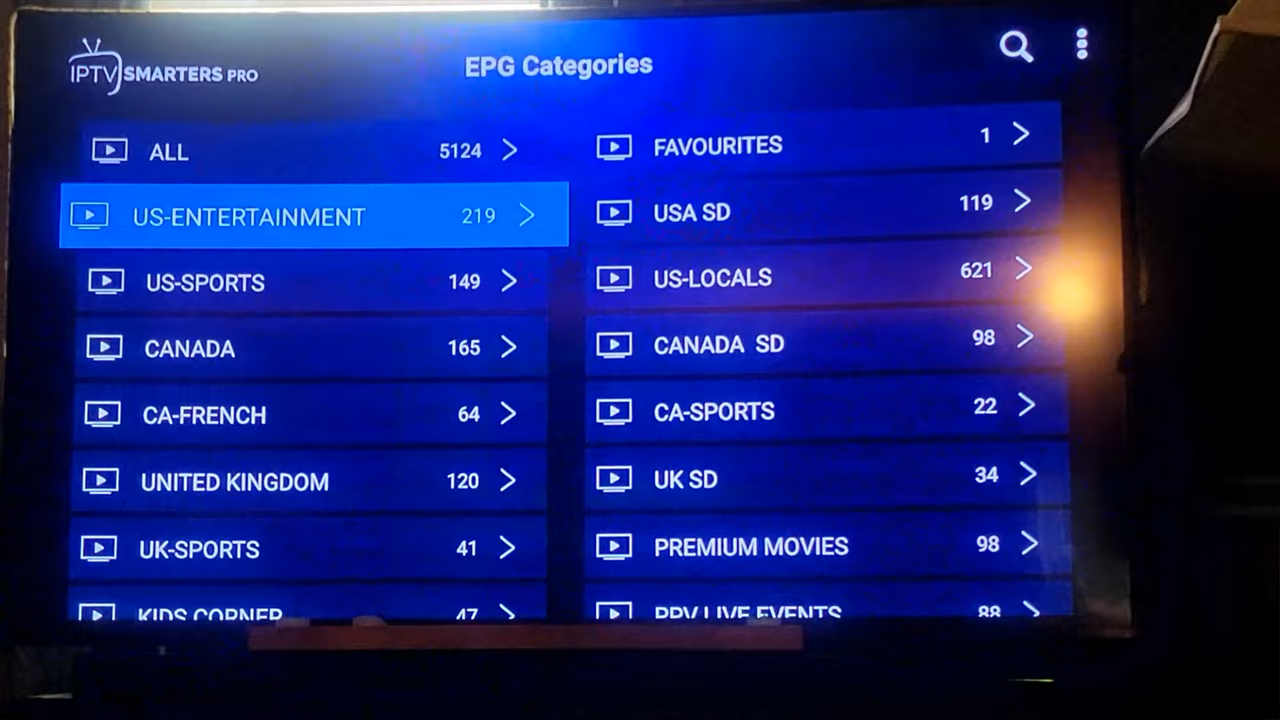 IPTV SMARTERS PRO
EPG Categories
ALL 5124
FAVOURITES 1
US-ENTERTAINMENT 219
USA SD 119
US-SPORTS 149
US-LOCALS 621
CANADA 165
CANADA SD 98
CA-FRENCH 64
CA-SPORTS 22
UNITED KINGDOM 120
UK SD 34
UK-SPORTS 41
PREMIUM MOVIES 98
KIDS CORNER 47
PPV LIVE EVENTS 88